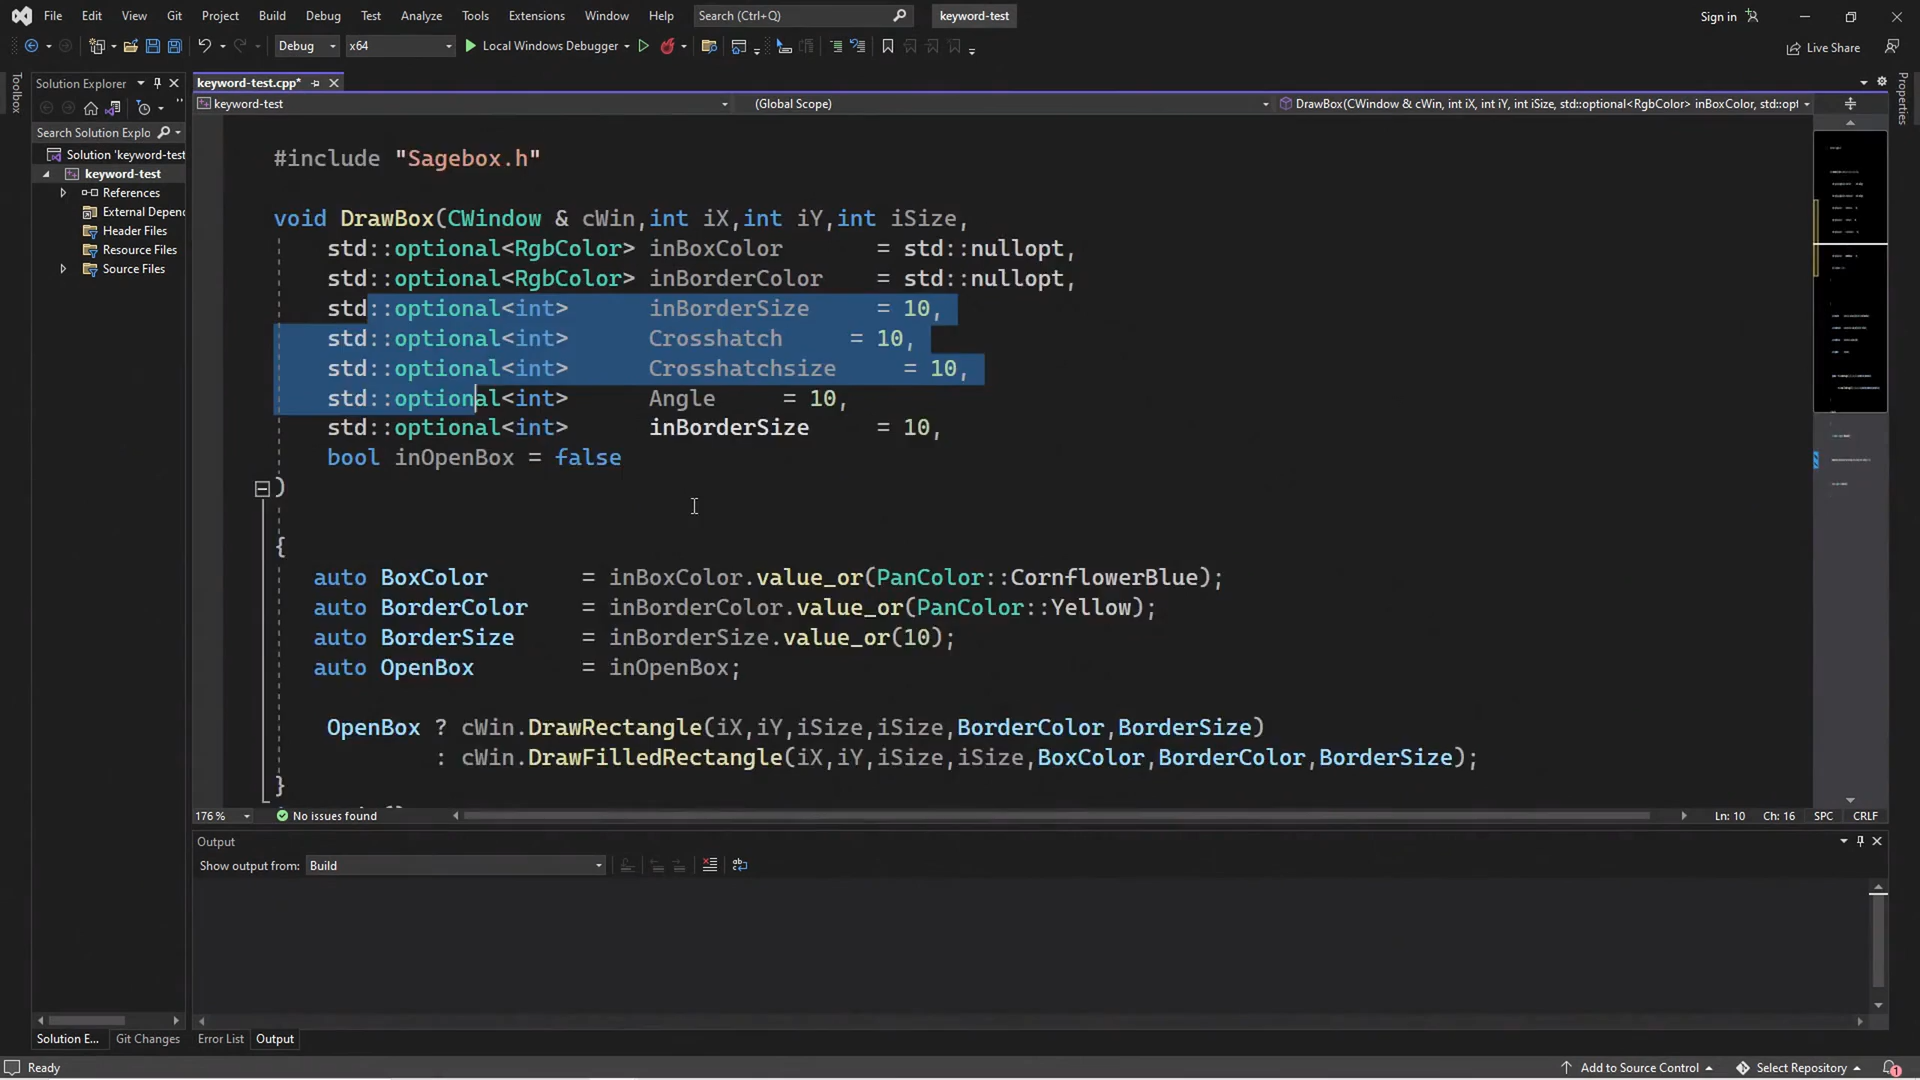 File Edit View Git Project Build Debug Test Analyze Tools Extensions Window Help Search (Ctrl+Q) keyword-test Sign in
Debug x64 Local Windows Debugger Live Share
Toolbox
Solution Explorer
Search Solution Explo
Solution 'keyword-test
keyword-test
References
External Depend
Header Files
Resource Files
Source Files
keyword-test.cpp*
keyword-test (Global Scope) DrawBox(CWindow & cWin, int iX, int iY, int iSize, std::optional<RgbColor> inBoxColor, std::opt
Properties
#include "Sagebox.h"
void DrawBox(CWindow & cWin,int iX,int iY,int iSize,
std::optional<RgbColor> inBoxColor = std::nullopt,
std::optional<RgbColor> inBorderColor = std::nullopt,
std::optional<int> inBorderSize = 10,
std::optional<int> Crosshatch = 10,
std::optional<int> Crosshatchsize = 10,
std::optional<int> Angle = 10,
std::optional<int> inBorderSize = 10,
bool inOpenBox = false
)
{
auto BoxColor = inBoxColor.value_or(PanColor::CornflowerBlue);
auto BorderColor = inBorderColor.value_or(PanColor::Yellow);
auto BorderSize = inBorderSize.value_or(10);
auto OpenBox = inOpenBox;
OpenBox ? cWin.DrawRectangle(iX,iY,iSize,iSize,BorderColor,BorderSize)
: cWin.DrawFilledRectangle(iX,iY,iSize,iSize,BoxColor,BorderColor,BorderSize);
}
176 % No issues found Ln: 10 Ch: 16 SPC CRLF
Output
Show output from: Build
Solution E... Git Changes Error List Output
Ready Add to Source Control Select Repository 1